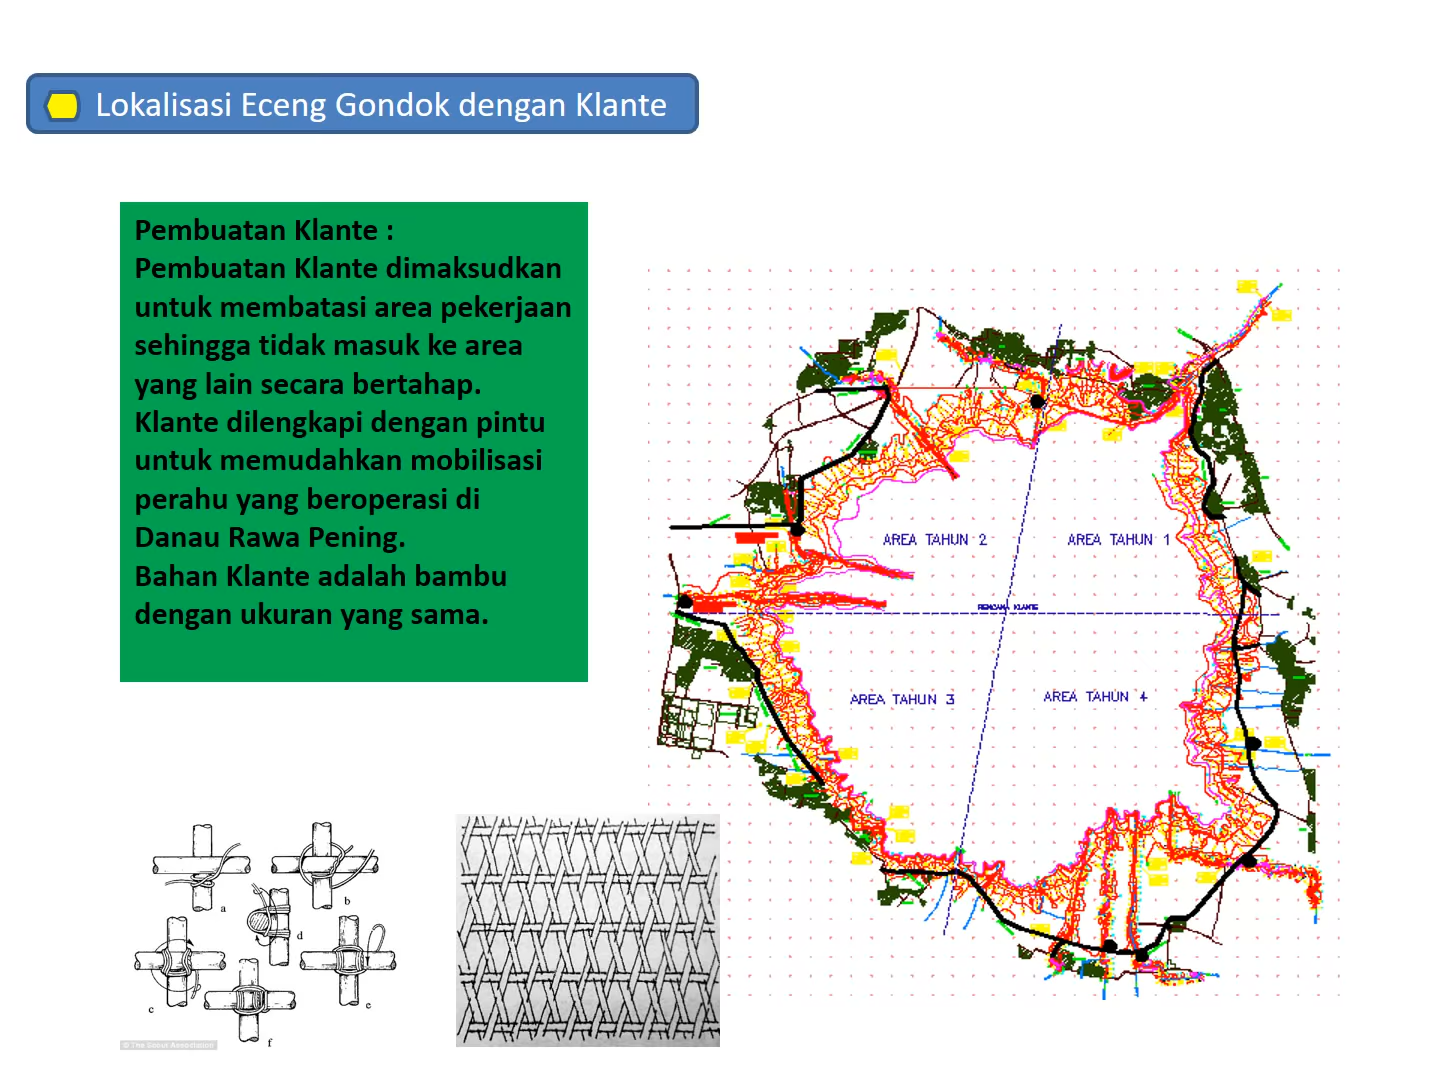 Lokalisasi Eceng Gondok dengan Klante
Pembuatan Klante :
Pembuatan Klante dimaksudkan
untuk membatasi area pekerjaan
sehingga tidak masuk ke area
yang lain secara bertahap.
Klante dilengkapi dengan pintu
untuk memudahkan mobilisasi
perahu yang beroperasi di
Danau Rawa Pening.
Bahan Klante adalah bambu
dengan ukuran yang sama.
AREA TAHUN 2
AREA TAHUN 1
RENCANA KLANTE
AREA TAHUN 3
AREA TAHUN 4
a
b
d
c
e
f
© The Scout Association